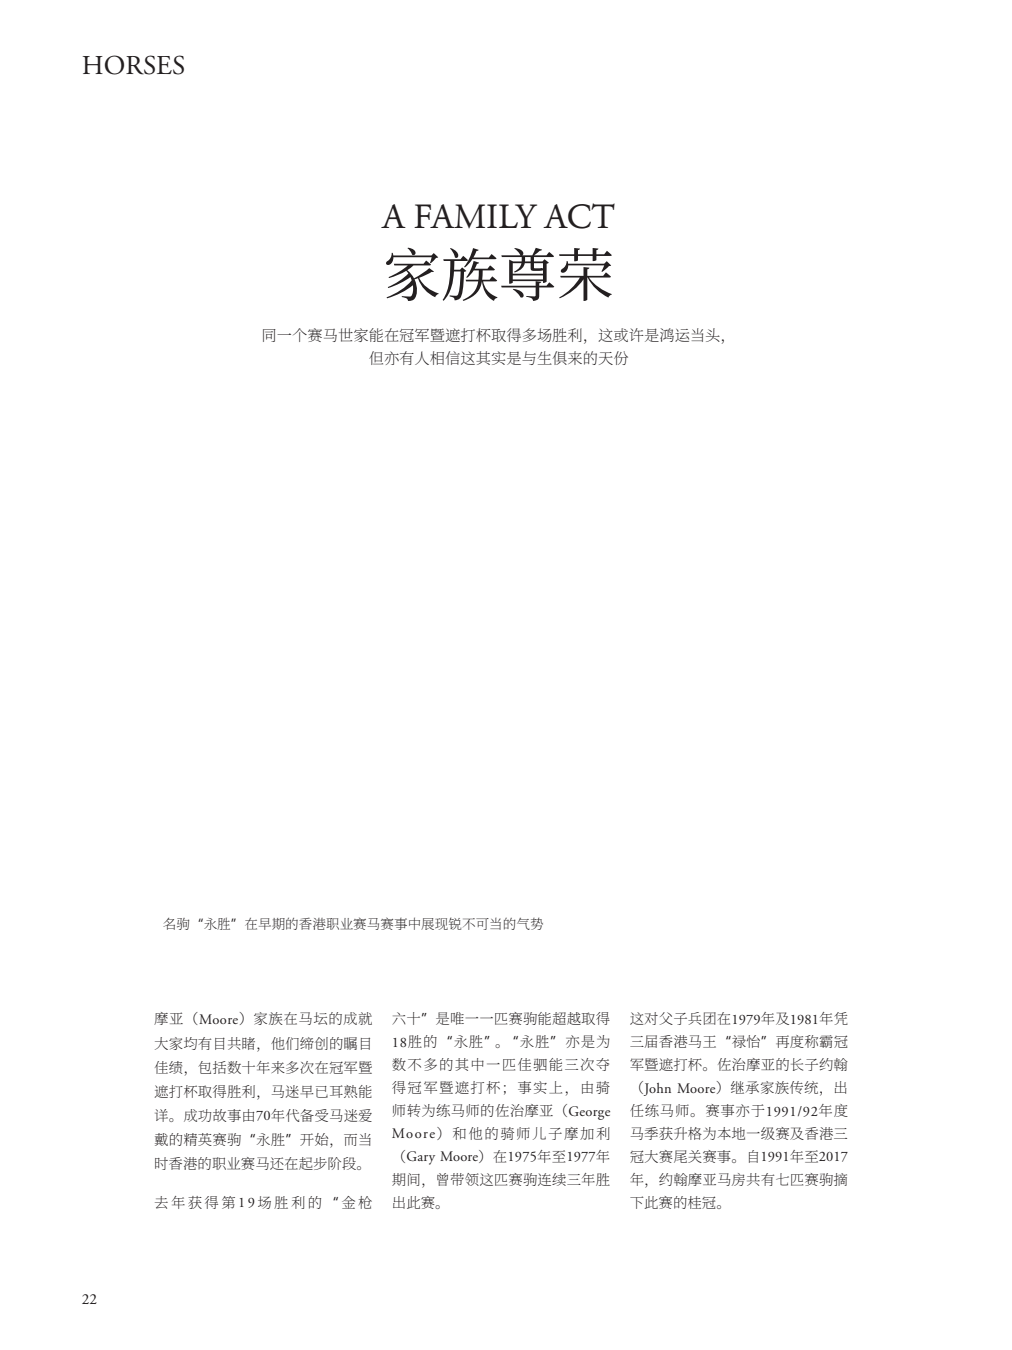 HORSES
A FAMILY ACT
家族尊荣
同一个赛马世家能在冠军暨遮打杯取得多场胜利，这或许是鸿运当头，
但亦有人相信这其实是与生俱来的天份
名驹“永胜”在早期的香港职业赛马赛事中展现锐不可当的气势
摩亚（Moore）家族在马坛的成就
大家均有目共睹，他们缔创的瞩目
佳绩，包括数十年来多次在冠军暨
遮打杯取得胜利，马迷早已耳熟能
详。成功故事由70年代备受马迷爱
戴的精英赛驹“永胜”开始，而当
时香港的职业赛马还在起步阶段。
去年获得第19场胜利的“金枪
六十”是唯一一匹赛驹能超越取得
18胜的“永胜”。“永胜”亦是为
数不多的其中一匹佳驷能三次夺
得冠军暨遮打杯；事实上，由骑
师转为练马师的佐治摩亚（George
Moore）和他的骑师儿子摩加利
（Gary Moore）在1975年至1977年
期间，曾带领这匹赛驹连续三年胜
出此赛。
这对父子兵团在1979年及1981年凭
三届香港马王“禄怡”再度称霸冠
军暨遮打杯。佐治摩亚的长子约翰
（John Moore）继承家族传统，出
任练马师。赛事亦于1991/92年度
马季获升格为本地一级赛及香港三
冠大赛尾关赛事。自1991年至2017
年，约翰摩亚马房共有七匹赛驹摘
下此赛的桂冠。
22